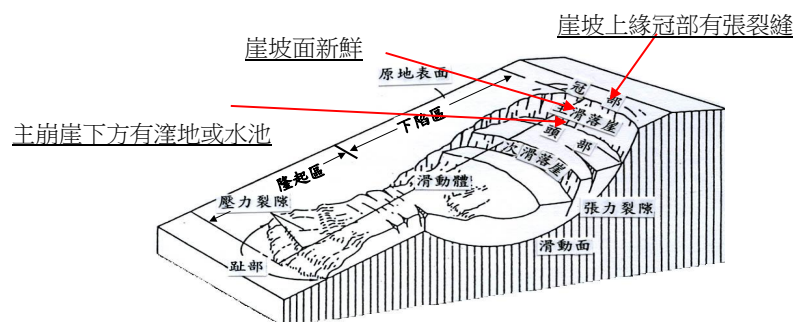 崖坡上緣冠部有張裂縫
崖坡面新鮮
原地表面
冠部
主滑落崖
主崩崖下方有窪地或水池
下陷區
頭部
次滑落崖
隆起區
滑動體
壓力裂隙
張力裂隙
滑動面
趾部